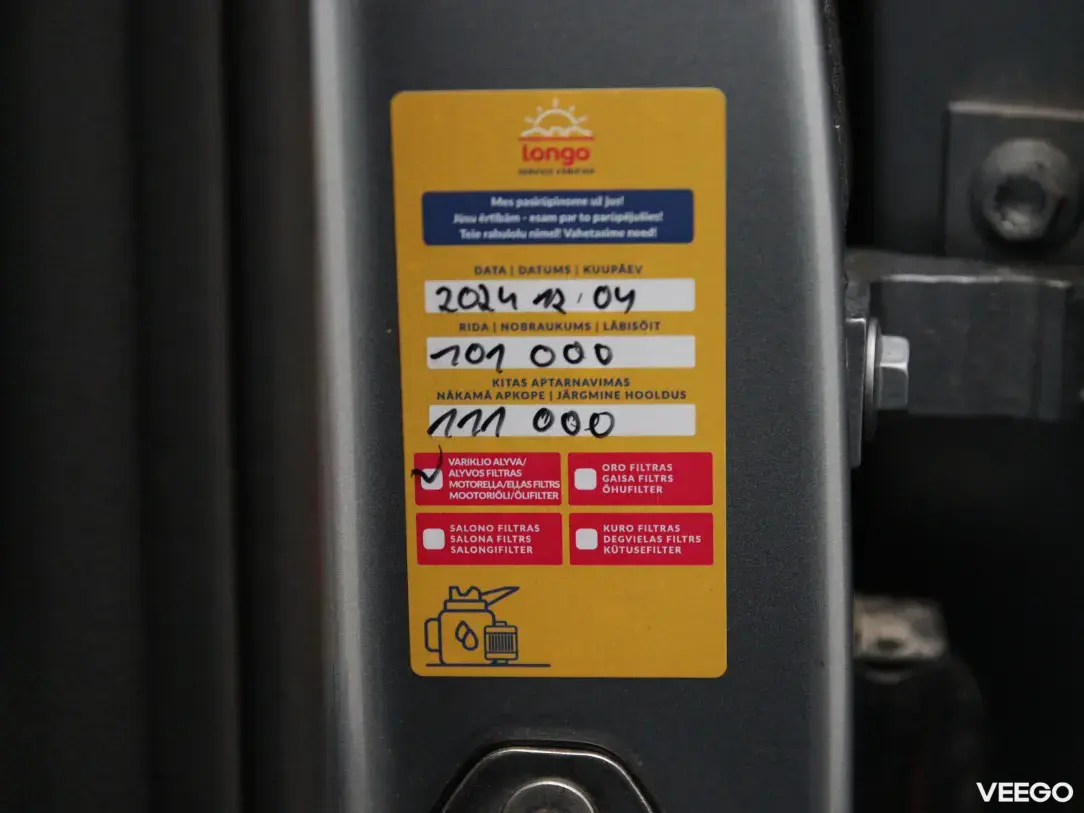 longo
Mes pasirūpinome už jus!
Jūsu ērtībām - esam par to parūpējušies!
Teie rahulolu nimel! Vahetasime need!
DATA | DATUMS | KUUPÄEV
2024 12. 04
RIDA | NOBRAUKUMS | LÄBISÕIT
101 000
KITAS APTARNAVIMAS
NĀKAMĀ APKOPE | JÄRGMINE HOOLDUS
111 000
VARIKLIO ALYVA/
ALYVOS FILTRAS
MOTOREĻĻA/EĻĻAS FILTRS
MOOTORIÕLI/ÕLIFILTER
ORO FILTRAS
GAISA FILTRS
ÕHUFILTER
SALONO FILTRAS
SALONA FILTRS
SALONGIFILTER
KURO FILTRAS
DEGVIELAS FILTRS
KÜTUSEFILTER
VEEGO